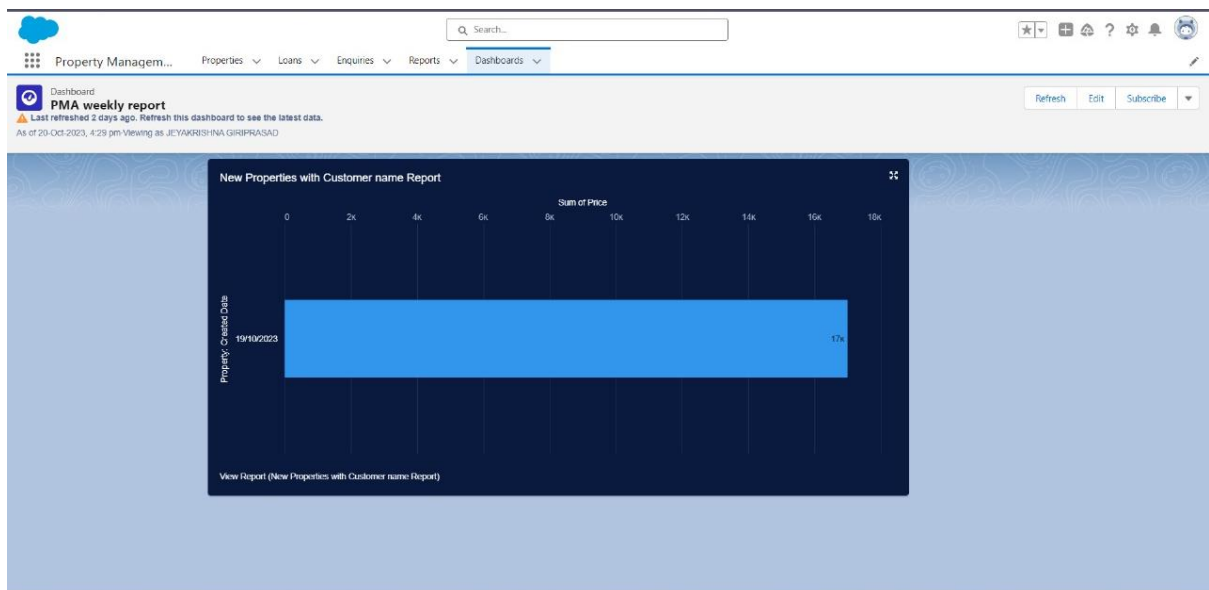 Search...
Property Managem...
Properties
Loans
Enquiries
Reports
Dashboards
Dashboard
PMA weekly report
Last refreshed 2 days ago. Refresh this dashboard to see the latest data.
As of 20-Oct-2023, 4:29 pm·Viewing as JEYAKRISHNA GIRIPRASAD
Refresh
Edit
Subscribe
New Properties with Customer name Report
Sum of Price
0 2K 4K 6K 8K 10K 12K 14K 16K 18K
Property: Created Date
19/10/2023
17K
View Report (New Properties with Customer name Report)